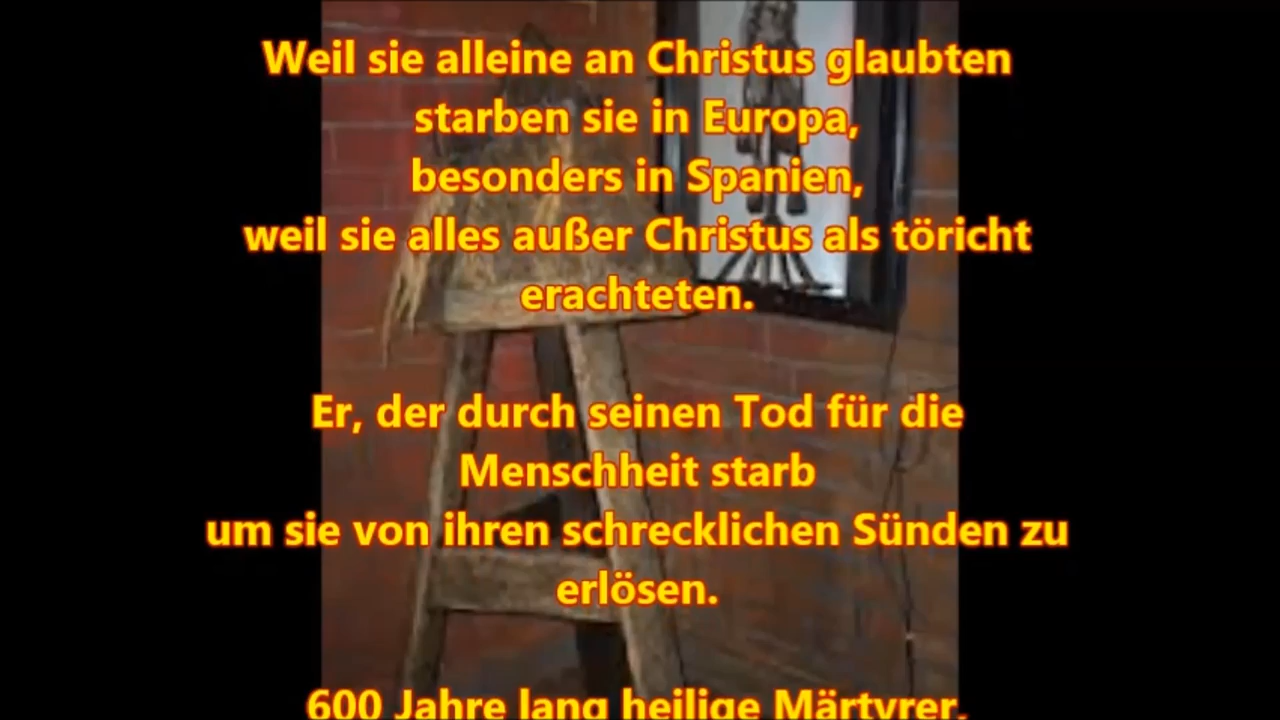 Weil sie alleine an Christus glaubten
starben sie in Europa,
besonders in Spanien,
weil sie alles außer Christus als töricht
erachteten.
Er, der durch seinen Tod für die
Menschheit starb
um sie von ihren schrecklichen Sünden zu
erlösen.
600 Jahre lang heilige Märtyrer,